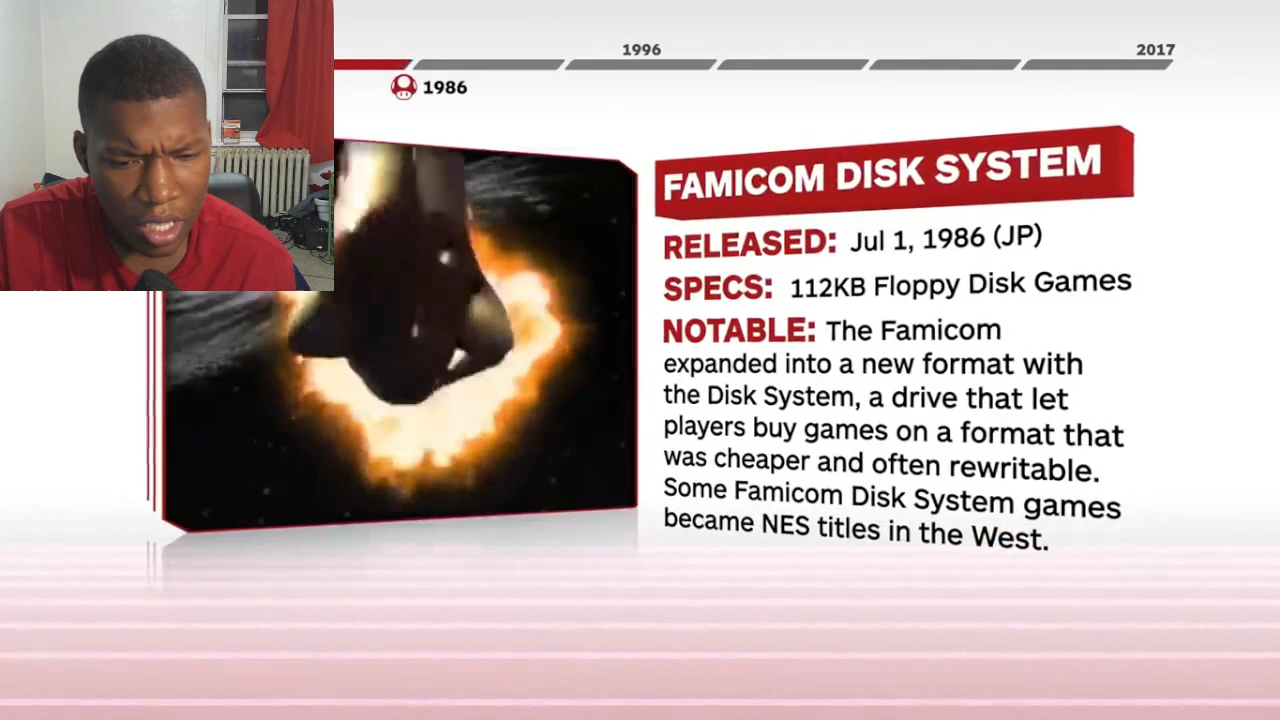 1996
2017
1986
FAMICOM DISK SYSTEM
RELEASED: Jul 1, 1986 (JP)
SPECS: 112KB Floppy Disk Games
NOTABLE: The Famicom
expanded into a new format with
the Disk System, a drive that let
players buy games on a format that
was cheaper and often rewritable.
Some Famicom Disk System games
became NES titles in the West.